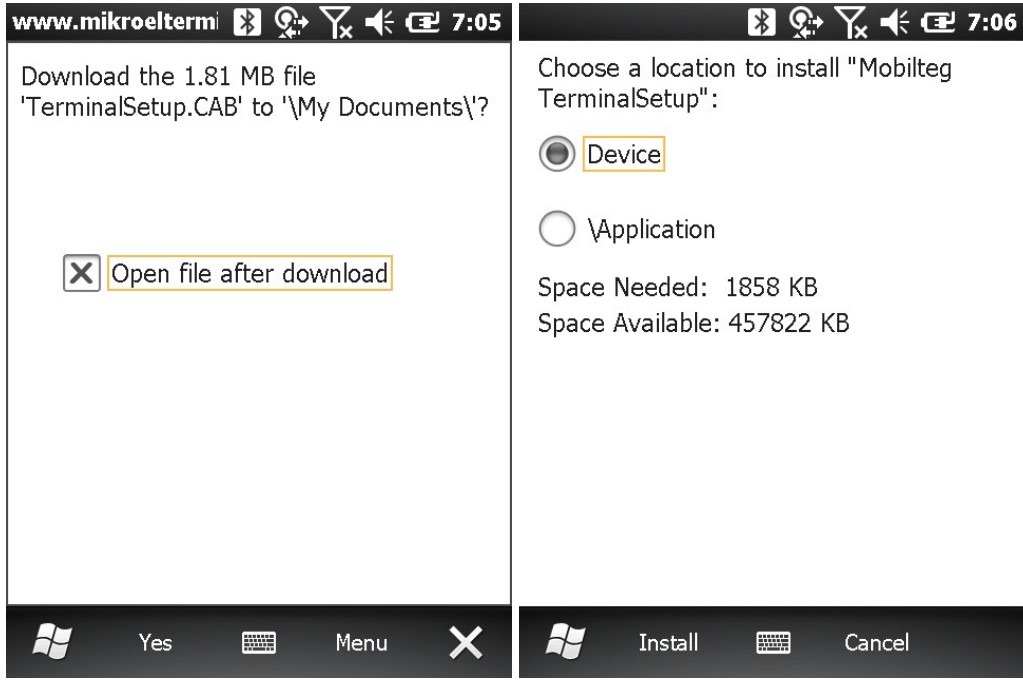 www.mikroeltermi
7:05
Download the 1.81 MB file
'TerminalSetup.CAB' to '\My Documents\'?
Open file after download
Yes
Menu
7:06
Choose a location to install "Mobilteg
TerminalSetup":
Device
\Application
Space Needed: 1858 KB
Space Available: 457822 KB
Install
Cancel